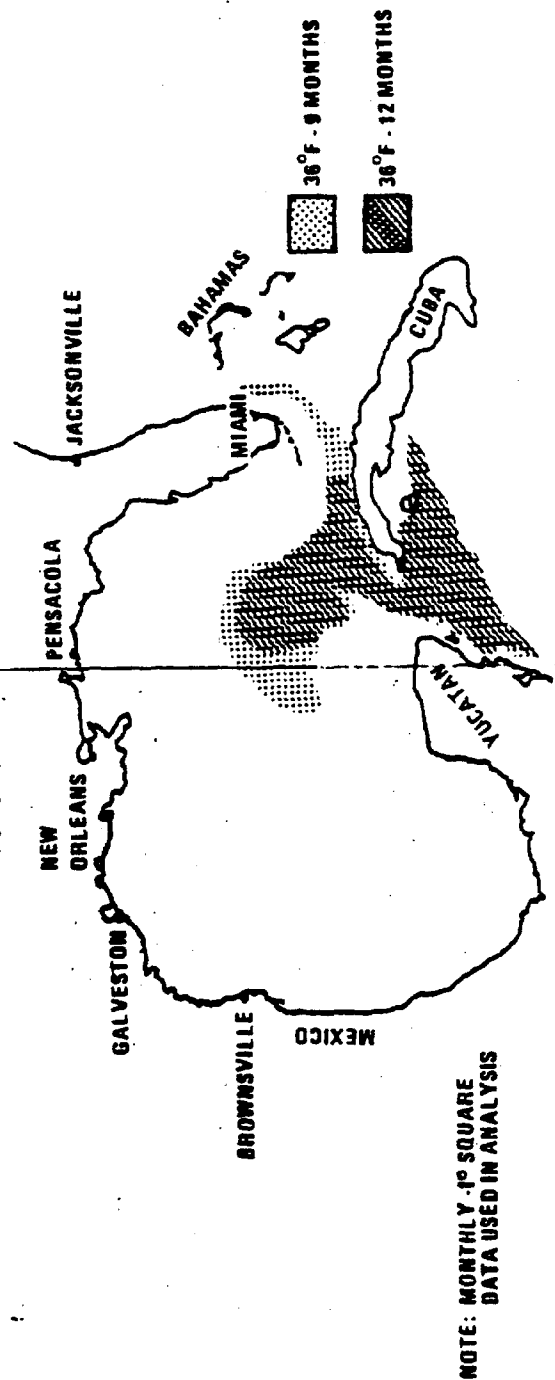 JACKSONVILLE
PENSACOLA
NEW
ORLEANS
GALVESTON
BROWNSVILLE
MEXICO
MIAMI
BAHAMAS
CUBA
YUCATAN
36°F - 9 MONTHS
36°F - 12 MONTHS
NOTE: MONTHLY -1° SQUARE
DATA USED IN ANALYSIS